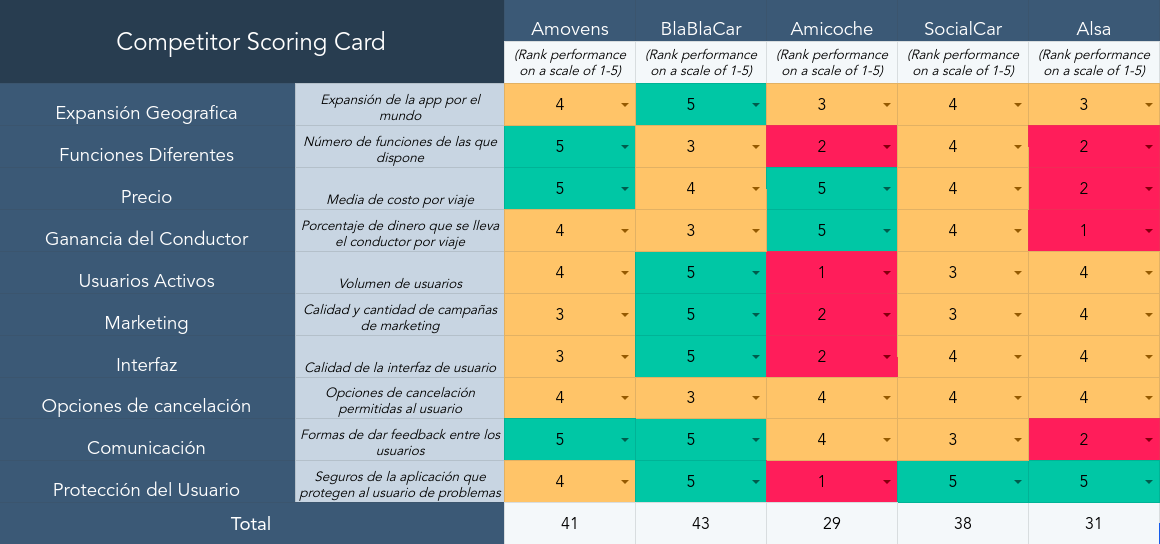 Competitor Scoring Card
Amovens BlaBlaCar Amicoche SocialCar Alsa
(Rank performance (Rank performance (Rank performance (Rank performance (Rank performance
on a scale of 1-5) on a scale of 1-5) on a scale of 1-5) on a scale of 1-5) on a scale of 1-5)
Expansión Geografica
Expansión de la app por el
mundo
4 5 3 4 3
Funciones Diferentes
Número de funciones de las que
dispone
5 3 2 4 2
Precio
Media de costo por viaje
5 4 5 4 2
Ganancia del Conductor
Porcentaje de dinero que se lleva
el conductor por viaje
4 3 5 4 1
Usuarios Activos
Volumen de usuarios
4 5 1 3 4
Marketing
Calidad y cantidad de campañas
de marketing
3 5 2 3 4
Interfaz
Calidad de la interfaz de usuario
3 5 2 4 4
Opciones de cancelación
Opciones de cancelación
permitidas al usuario
4 3 4 4 4
Comunicación
Formas de dar feedback entre los
usuarios
5 5 4 3 2
Protección del Usuario
Seguros de la aplicación que
protegen al usuario de problemas
4 5 1 5 5
Total 41 43 29 38 31